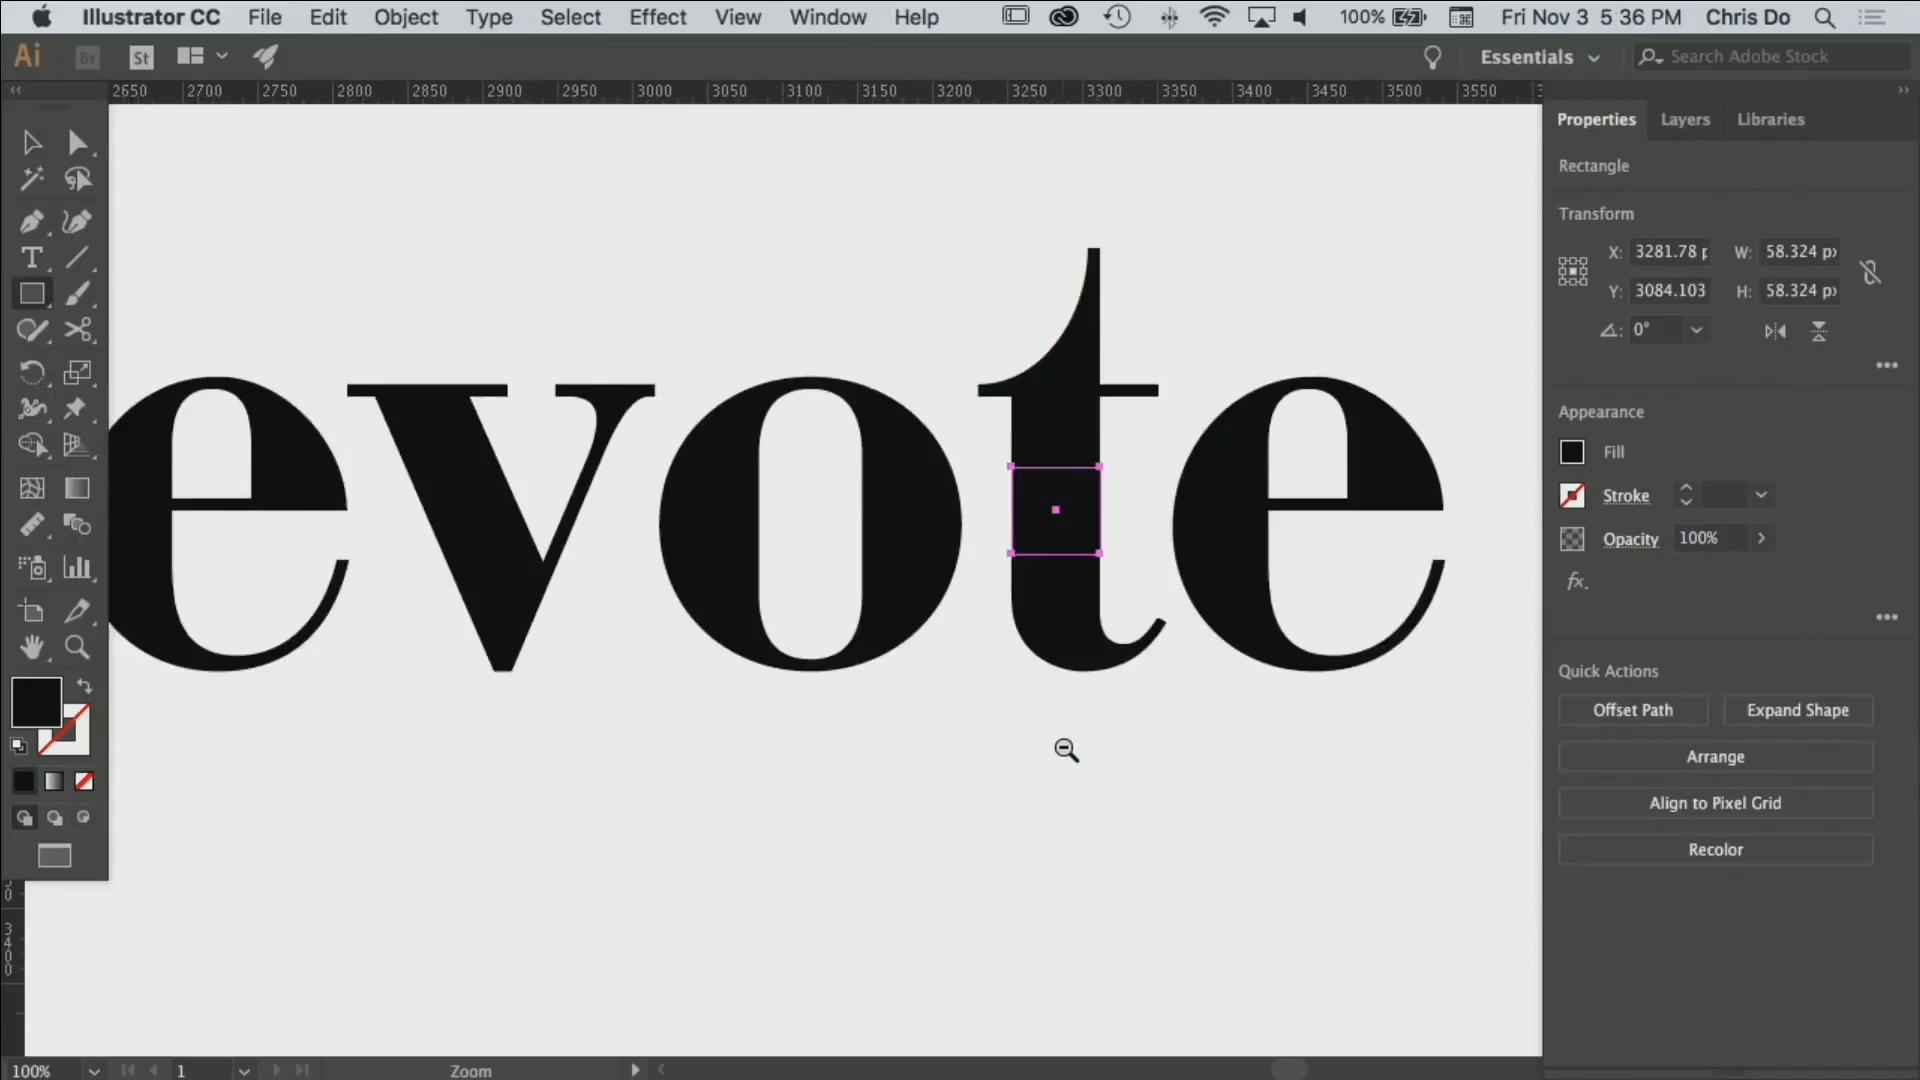 Illustrator CC File Edit Object Type Select Effect View Window Help 100% Fri Nov 3 5:36 PM Chris Do
Ai Br St Essentials Search Adobe Stock
2650 2700 2750 2800 2850 2900 2950 3000 3050 3100 3150 3200 3250 3300 3350 3400 3450 3500 3550
Properties Layers Libraries
Rectangle
Transform
X: 3281.78 p W: 58.324 px
Y: 3084.103 H: 58.324 px
0°
evote
Appearance
Fill
Stroke
Opacity 100%
fx.
Quick Actions
Offset Path Expand Shape
Arrange
Align to Pixel Grid
Recolor
3400
100% 1 Zoom